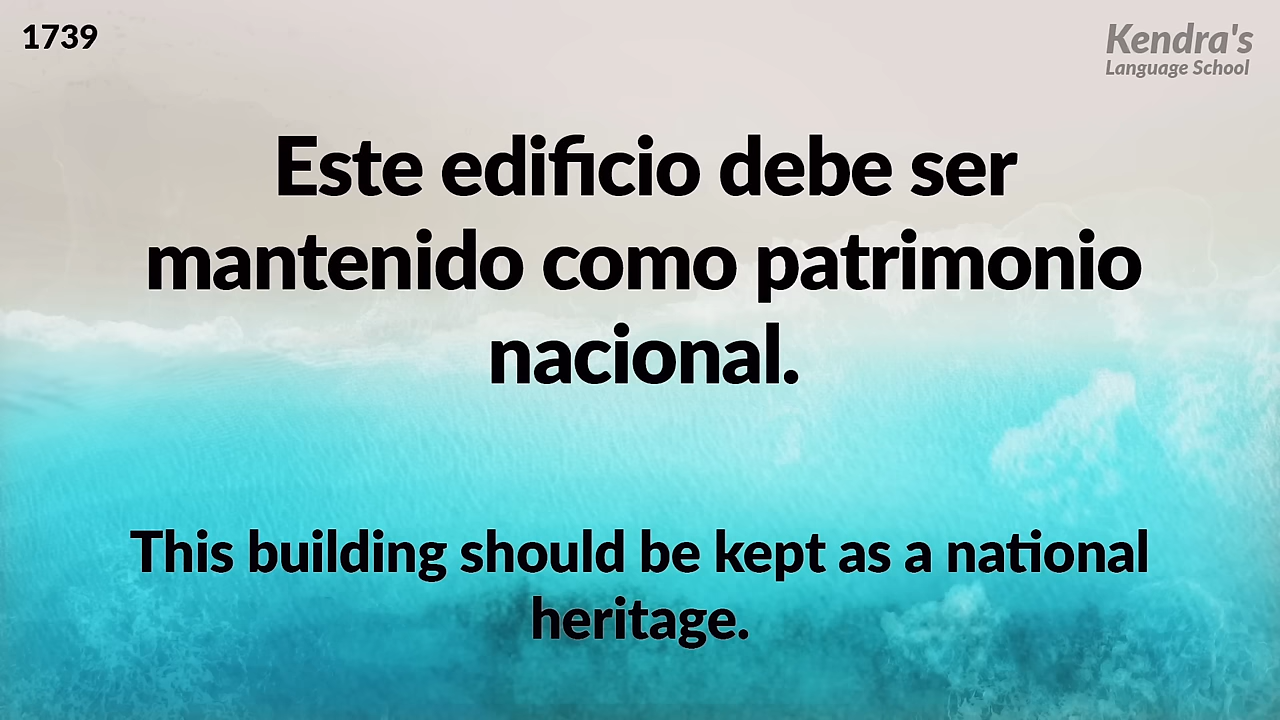 1739
Kendra's
Language School
Este edificio debe ser
mantenido como patrimonio
nacional.
This building should be kept as a national
heritage.